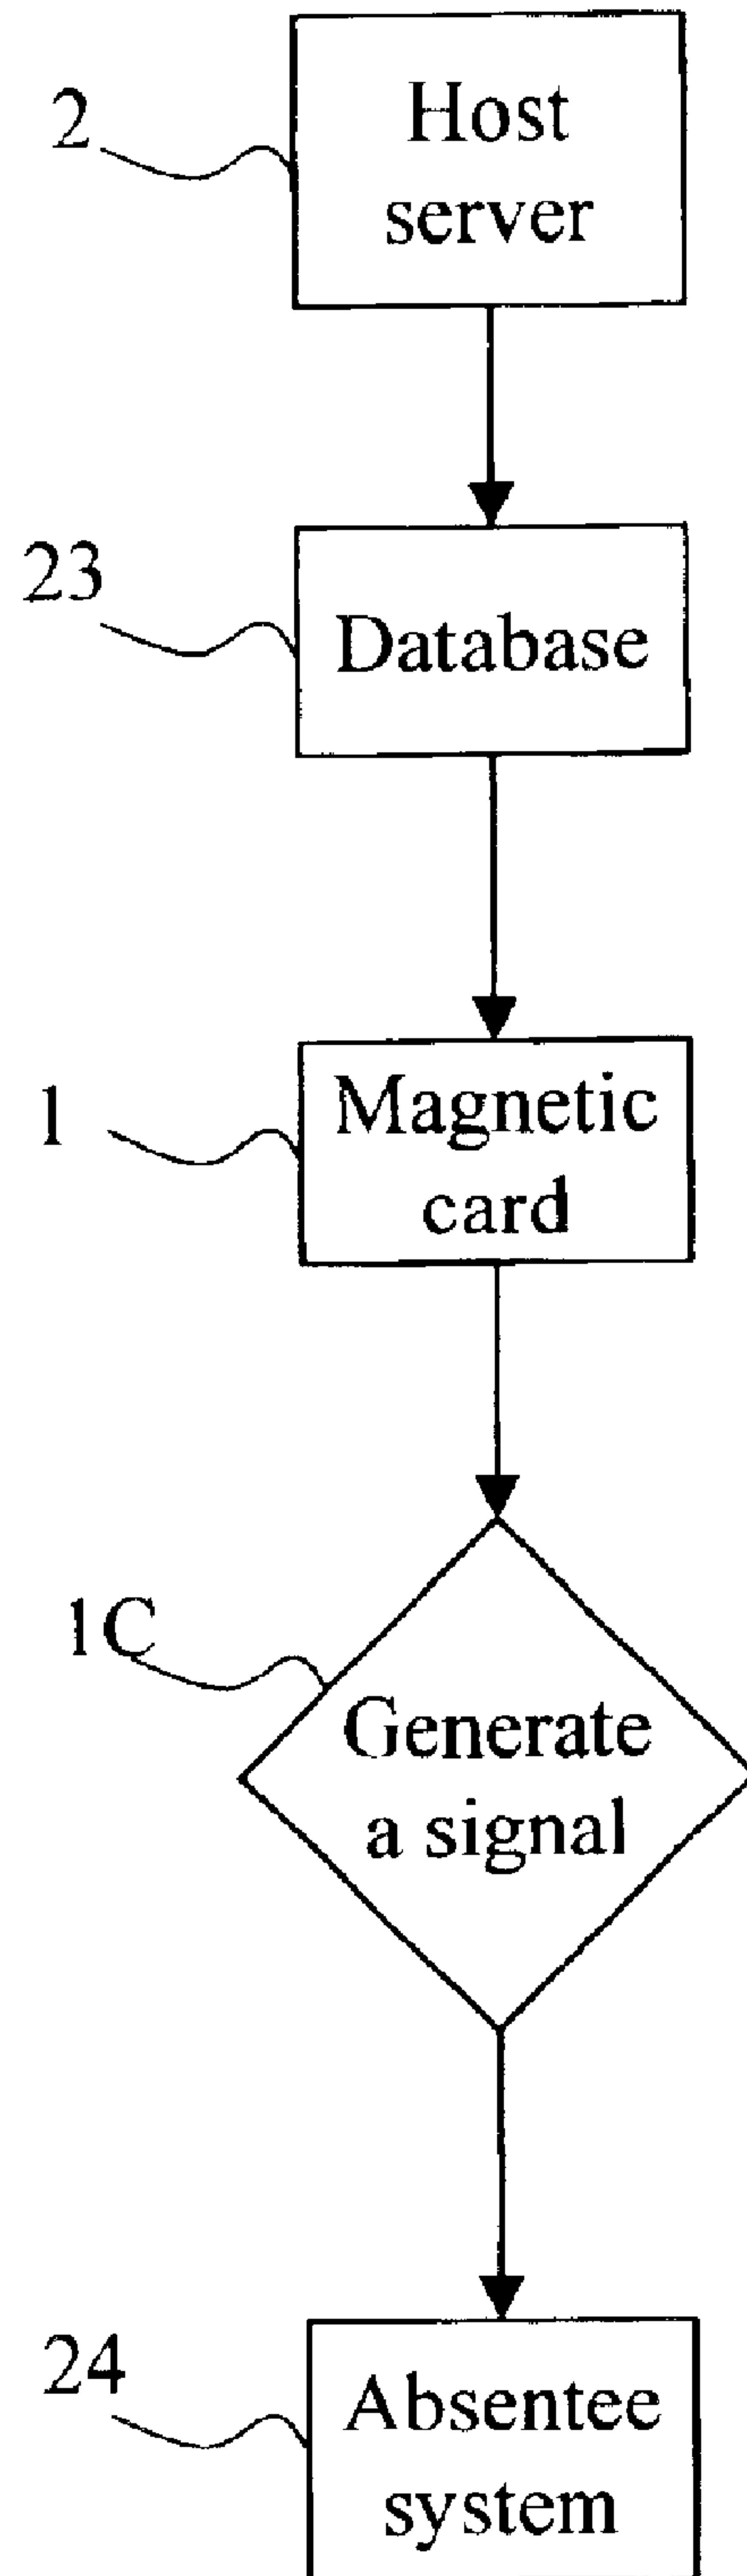 2
Host
server
23
Database
1
Magnetic
card
1C
Generate
a signal
24
Absentee
system